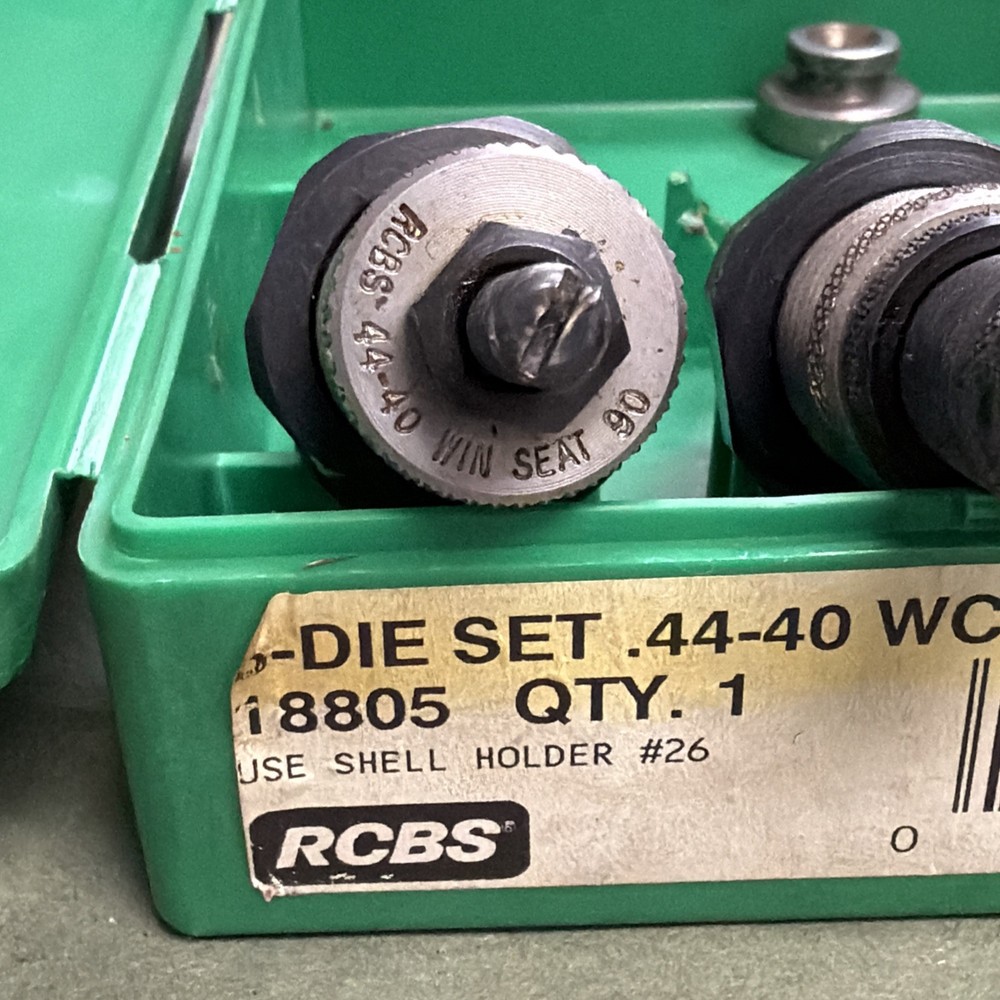 RCBS 44-40 WIN SEAT 90
-DIE SET .44-40 WC
18805 QTY. 1
USE SHELL HOLDER #26
RCBS®
0